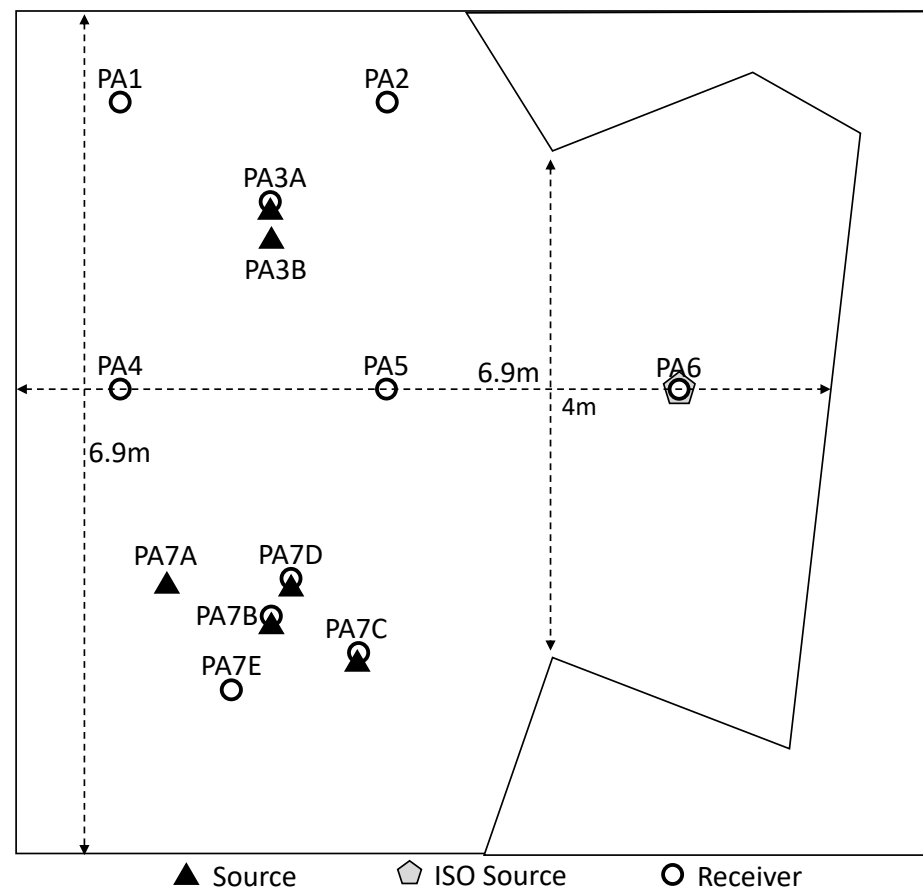 PA1
PA2
PA3A
PA3B
PA4
PA5
6.9m
PA6
4m
6.9m
PA7A
PA7D
PA7B
PA7C
PA7E
Source
ISO Source
Receiver